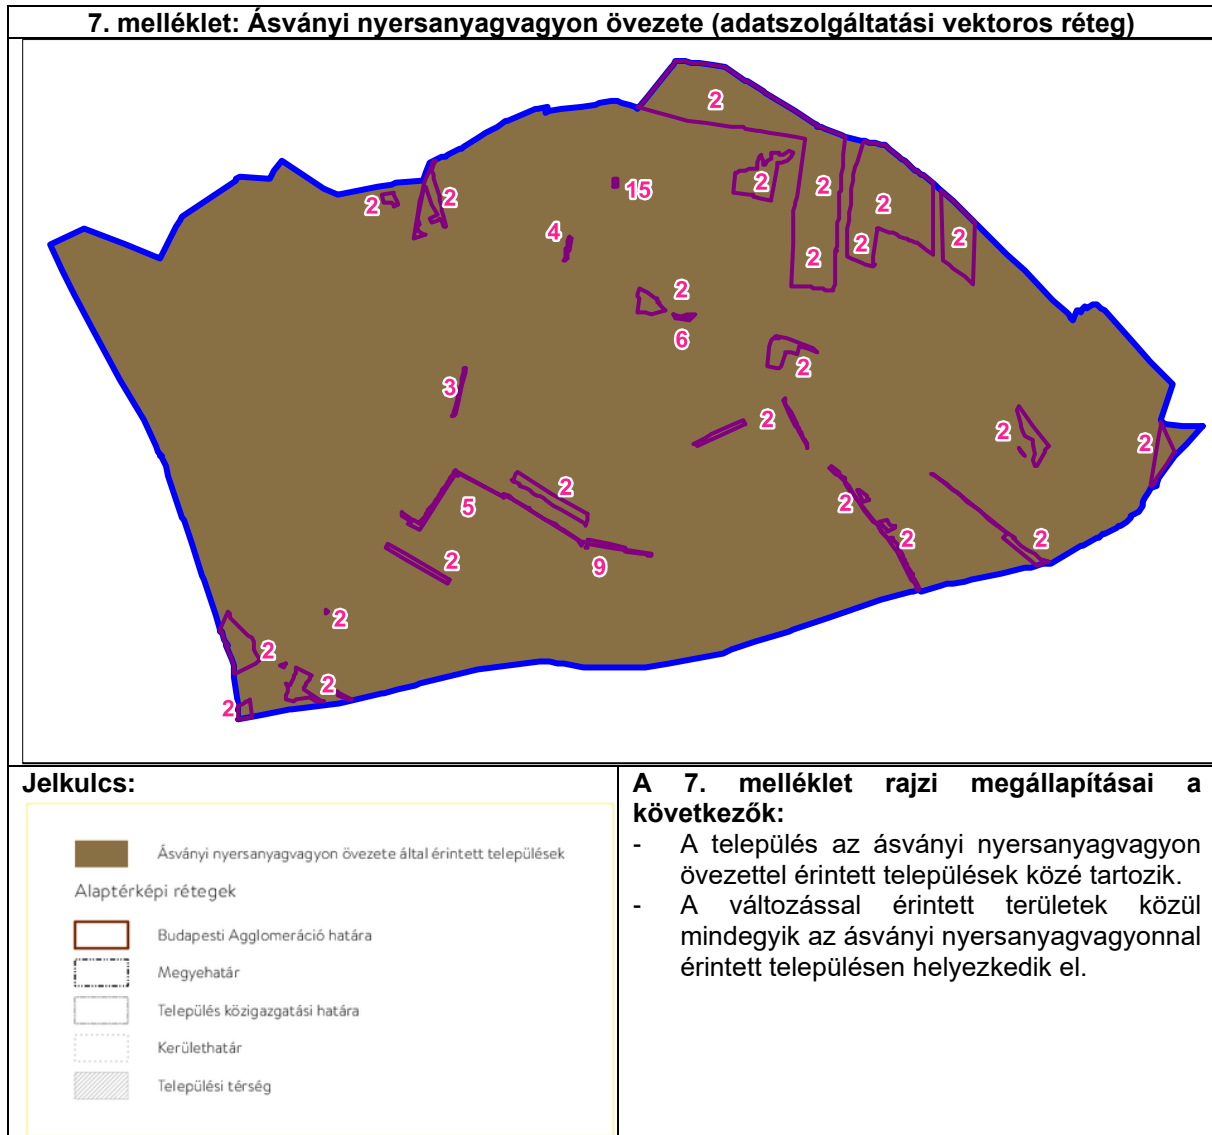 7. melléklet: Ásványi nyersanyagvagyon övezete (adatszolgáltatási vektoros réteg)
2
2
2
15
2
2
2
4
2
2
2
2
6
2
3
2
2
2
5
2
2
2
2
9
2
2
2
2
2
Jelkulcs:
Ásványi nyersanyagvagyon övezete által érintett települések
Alaptérképi rétegek
Budapesti Agglomeráció határa
Megyehatár
Település közigazgatási határa
Kerülethatár
Települési térség
A 7. melléklet rajzi megállapításai a
következők:
- A település az ásványi nyersanyagvagyon
övezettel érintett települések közé tartozik.
- A változással érintett területek közül
mindegyik az ásványi nyersanyagvagyonnal
érintett településen helyezkedik el.